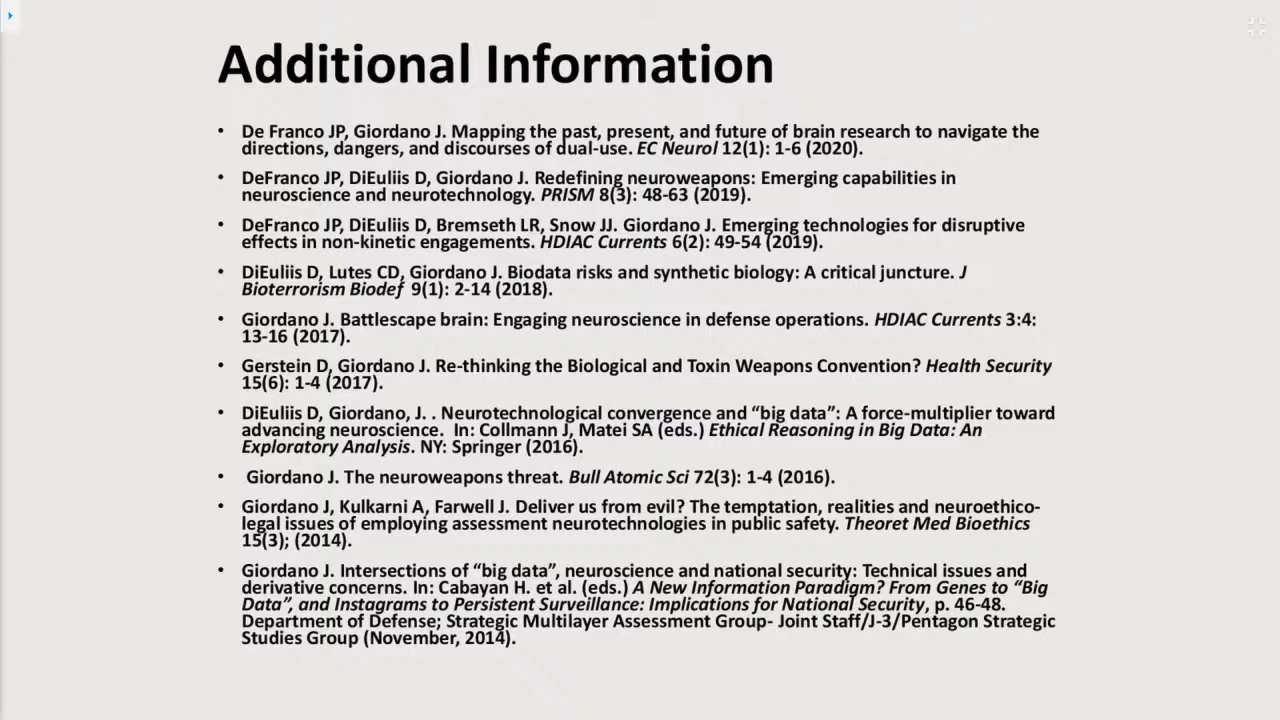 Additional Information
• De Franco JP, Giordano J. Mapping the past, present, and future of brain research to navigate the
directions, dangers, and discourses of dual-use. EC Neurol 12(1): 1-6 (2020).
• DeFranco JP, DiEuliis D, Giordano J. Redefining neuroweapons: Emerging capabilities in
neuroscience and neurotechnology. PRISM 8(3): 48-63 (2019).
• DeFranco JP, DiEuliis D, Bremseth LR, Snow JJ. Giordano J. Emerging technologies for disruptive
effects in non-kinetic engagements. HDIAC Currents 6(2): 49-54 (2019).
• DiEuliis D, Lutes CD, Giordano J. Biodata risks and synthetic biology: A critical juncture. J
Bioterrorism Biodef 9(1): 2-14 (2018).
• Giordano J. Battlescape brain: Engaging neuroscience in defense operations. HDIAC Currents 3:4:
13-16 (2017).
• Gerstein D, Giordano J. Re-thinking the Biological and Toxin Weapons Convention? Health Security
15(6): 1-4 (2017).
• DiEuliis D, Giordano, J. . Neurotechnological convergence and “big data”: A force-multiplier toward
advancing neuroscience. In: Collmann J, Matei SA (eds.) Ethical Reasoning in Big Data: An
Exploratory Analysis. NY: Springer (2016).
• Giordano J. The neuroweapons threat. Bull Atomic Sci 72(3): 1-4 (2016).
• Giordano J, Kulkarni A, Farwell J. Deliver us from evil? The temptation, realities and neuroethico-
legal issues of employing assessment neurotechnologies in public safety. Theoret Med Bioethics
15(3); (2014).
• Giordano J. Intersections of “big data”, neuroscience and national security: Technical issues and
derivative concerns. In: Cabayan H. et al. (eds.) A New Information Paradigm? From Genes to “Big
Data”, and Instagrams to Persistent Surveillance: Implications for National Security, p. 46-48.
Department of Defense; Strategic Multilayer Assessment Group- Joint Staff/J-3/Pentagon Strategic
Studies Group (November, 2014).